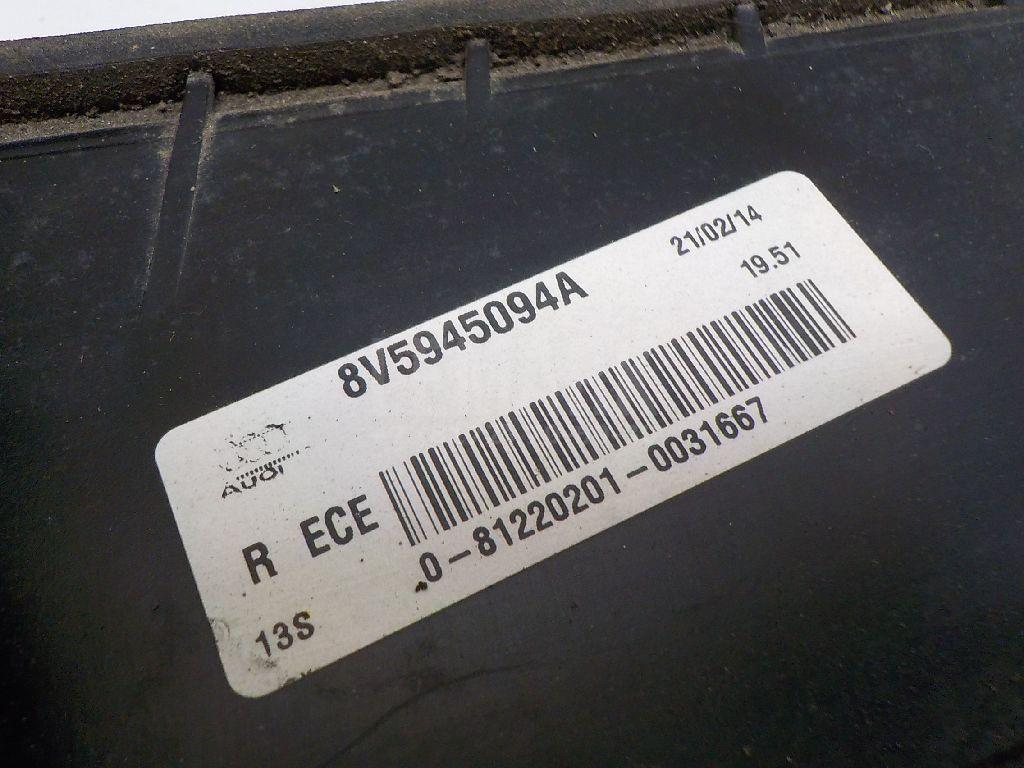 8V5945094A
21/02/14
19.51
AUDI
R ECE
0-81220201-0031667
13S